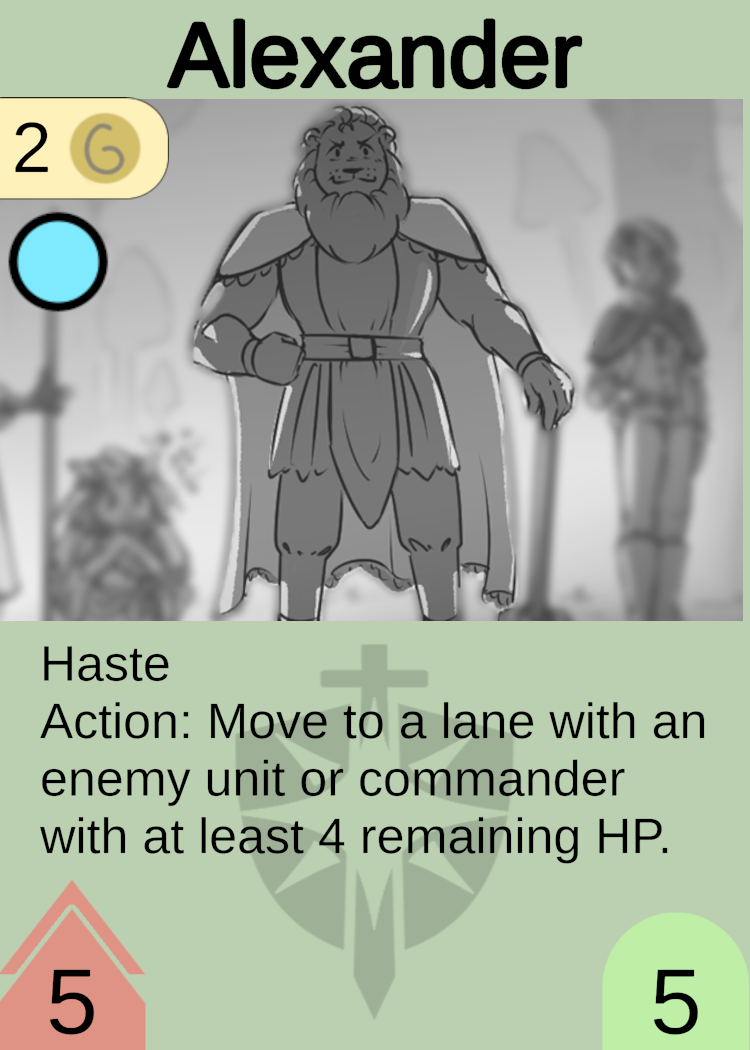 Alexander
2 G
Haste
Action: Move to a lane with an
enemy unit or commander
with at least 4 remaining HP.
5
5